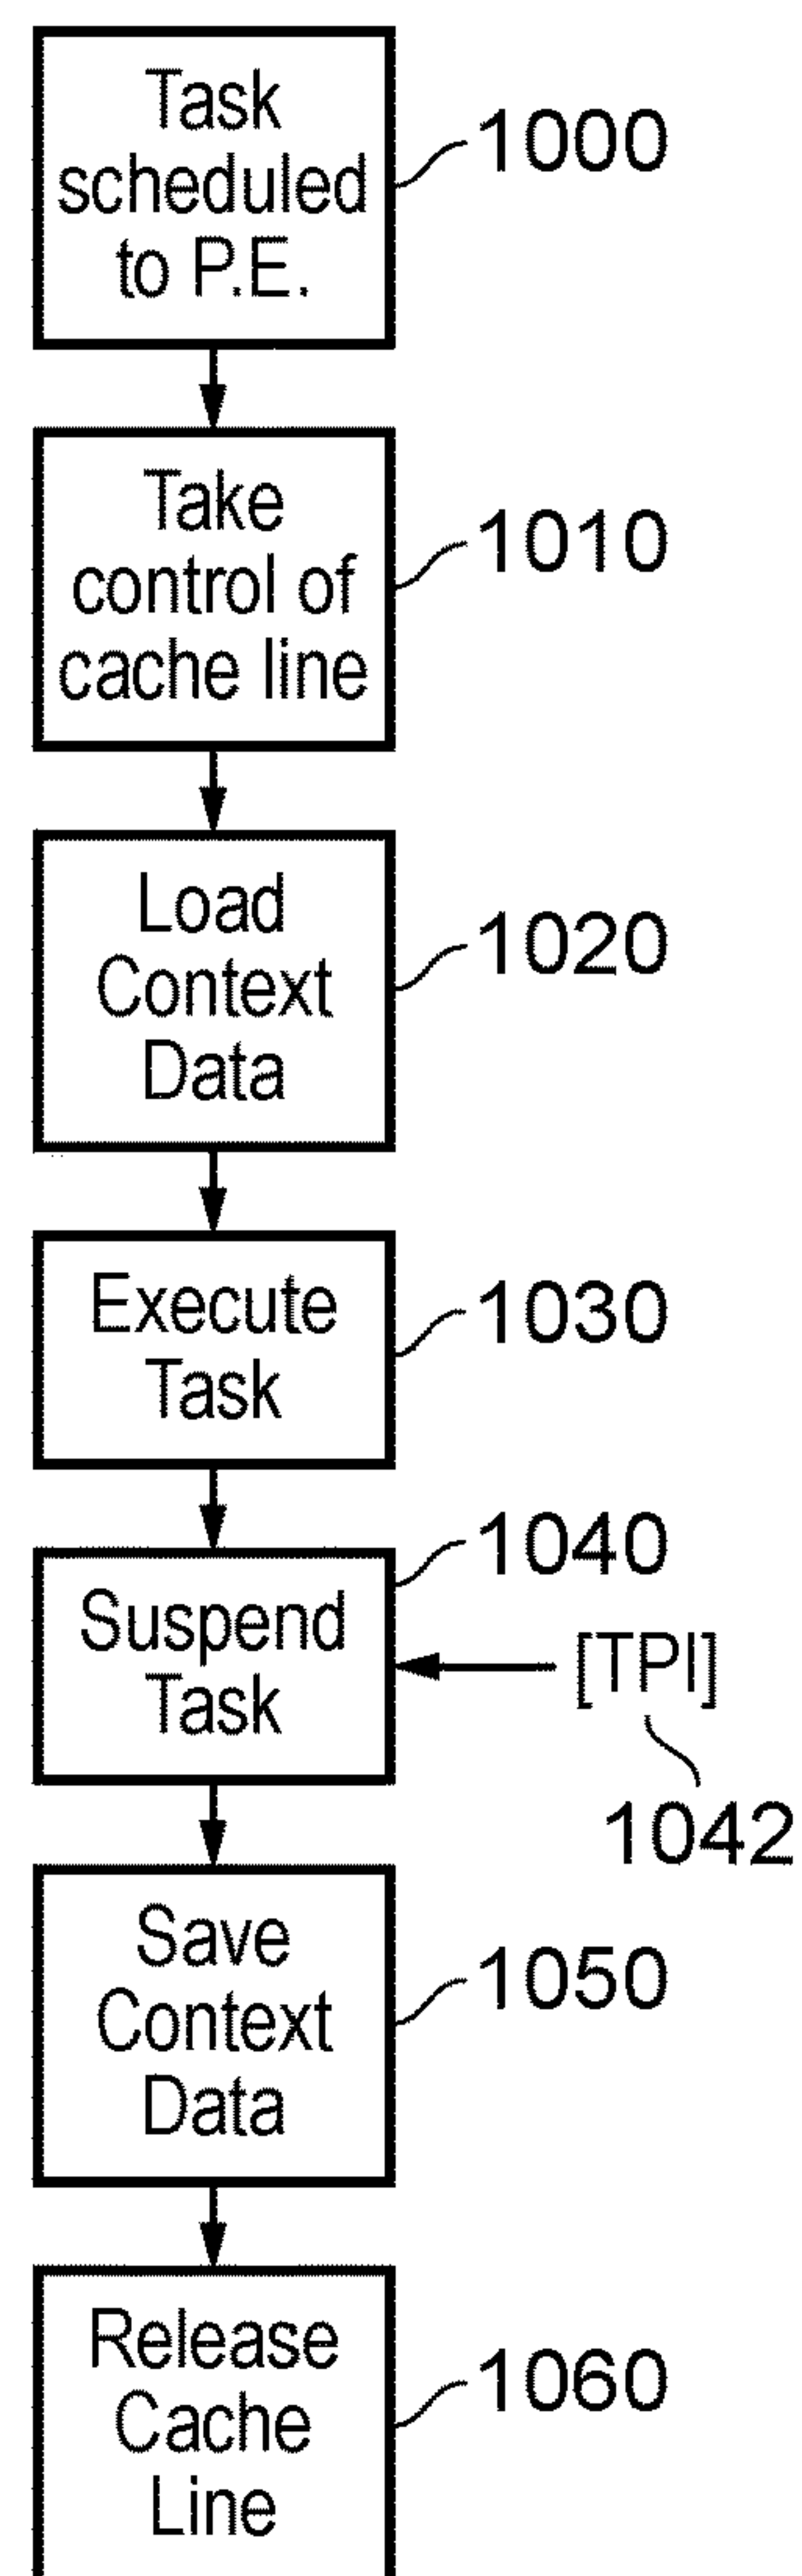 Task
scheduled
to P.E.
1000
Take
control of
cache line
1010
Load
Context
Data
1020
Execute
Task
1030
Suspend
Task
1040
[TPI]
1042
Save
Context
Data
1050
Release
Cache
Line
1060